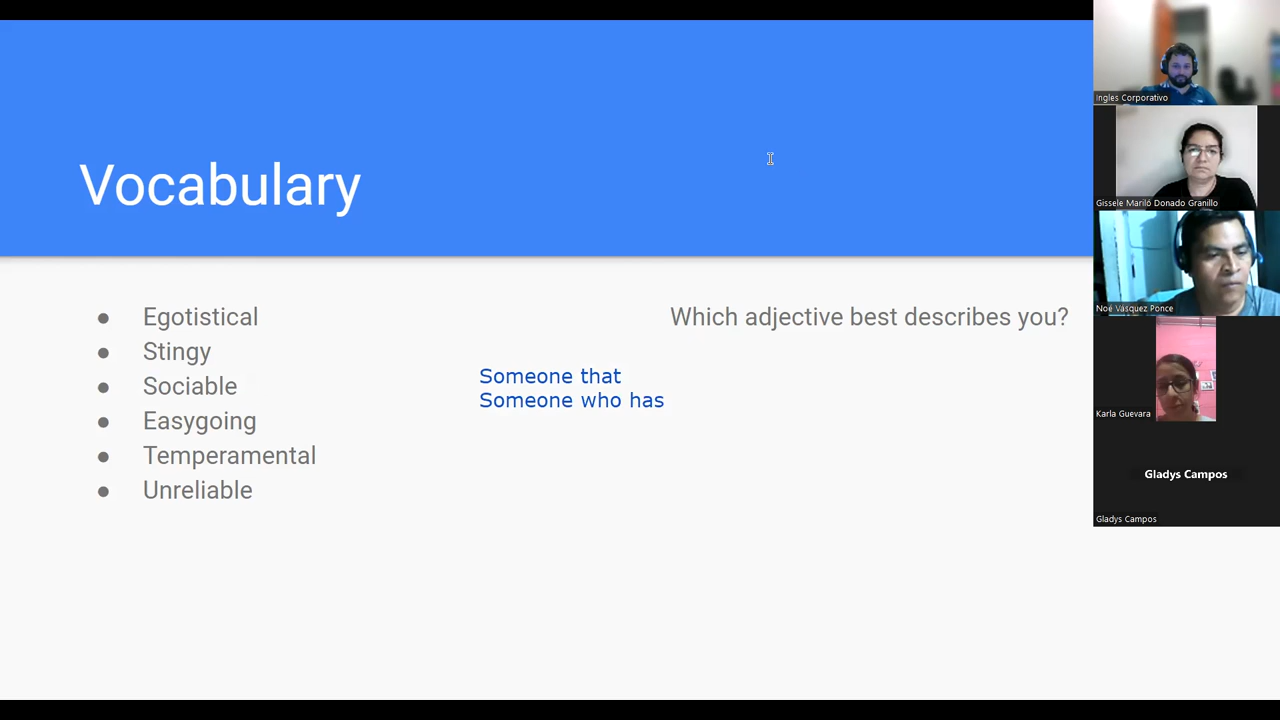 Vocabulary
Egotistical
Stingy
Sociable
Easygoing
Temperamental
Unreliable
Which adjective best describes you?
Someone that
Someone who has
Ingles Corporativo
Gissele Mariló Donado Granillo
Noé Vásquez Ponce
Karla Guevara
Gladys Campos
Gladys Campos